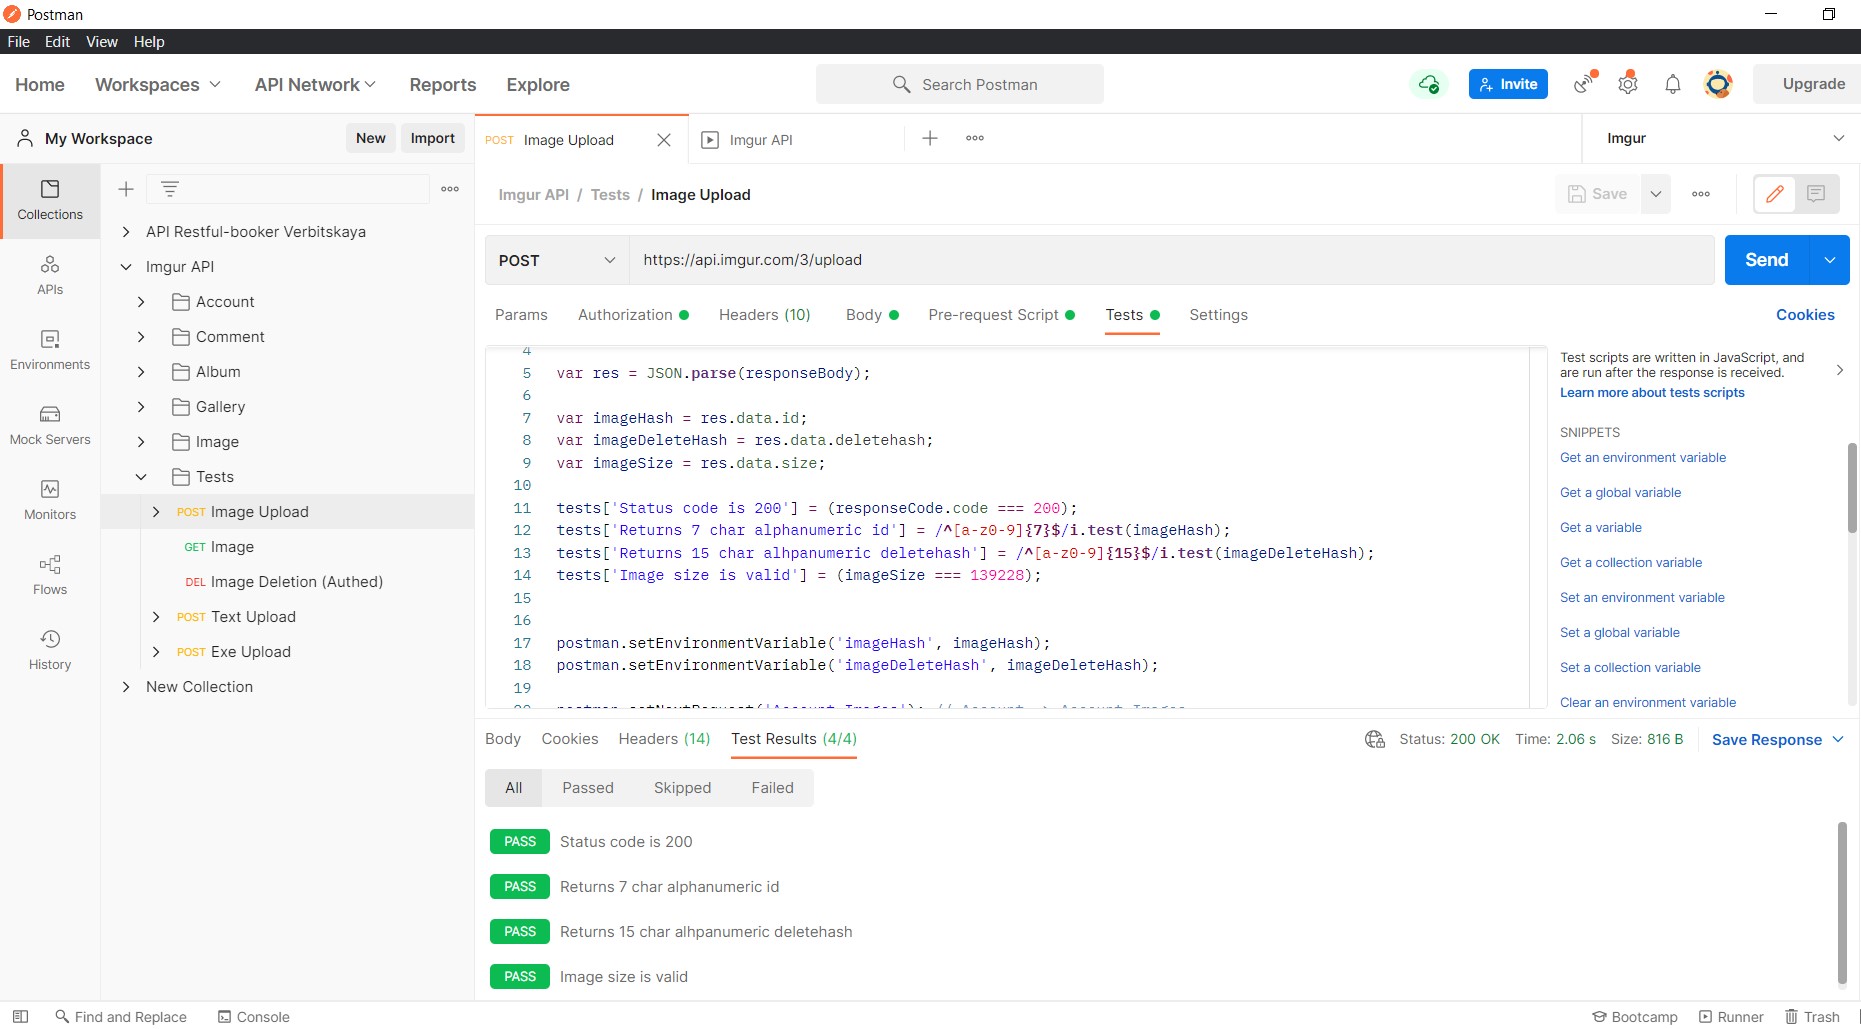 Postman
File Edit View Help
Home Workspaces API Network Reports Explore Search Postman Invite Upgrade
My Workspace New Import POST Image Upload Imgur API Imgur
Imgur API / Tests / Image Upload Save
Collections
APIs
Environments
Mock Servers
Monitors
Flows
History
API Restful-booker Verbitskaya
Imgur API
Account
Comment
Album
Gallery
Image
Tests
POST Image Upload
GET Image
DEL Image Deletion (Authed)
POST Text Upload
POST Exe Upload
New Collection
POST https://api.imgur.com/3/upload Send
Params Authorization Headers (10) Body Pre-request Script Tests Settings Cookies
4
5 var res = JSON.parse(responseBody);
6
7 var imageHash = res.data.id;
8 var imageDeleteHash = res.data.deletehash;
9 var imageSize = res.data.size;
10
11 tests['Status code is 200'] = (responseCode.code === 200);
12 tests['Returns 7 char alphanumeric id'] = /^[a-z0-9]{7}$/i.test(imageHash);
13 tests['Returns 15 char alhpanumeric deletehash'] = /^[a-z0-9]{15}$/i.test(imageDeleteHash);
14 tests['Image size is valid'] = (imageSize === 139228);
15
16
17 postman.setEnvironmentVariable('imageHash', imageHash);
18 postman.setEnvironmentVariable('imageDeleteHash', imageDeleteHash);
19
Test scripts are written in JavaScript, and
are run after the response is received.
Learn more about tests scripts
SNIPPETS
Get an environment variable
Get a global variable
Get a variable
Get a collection variable
Set an environment variable
Set a global variable
Set a collection variable
Clear an environment variable
Body Cookies Headers (14) Test Results (4/4) Status: 200 OK Time: 2.06 s Size: 816 B Save Response
All Passed Skipped Failed
PASS Status code is 200
PASS Returns 7 char alphanumeric id
PASS Returns 15 char alhpanumeric deletehash
PASS Image size is valid
Find and Replace Console Bootcamp Runner Trash